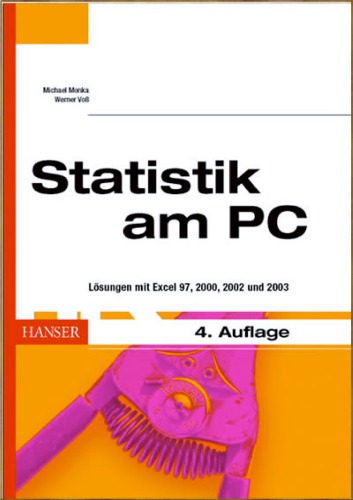 Michael Monka
Werner Voß
Statistik
am PC
Lösungen mit Excel 97, 2000, 2002 und 2003
HANSER
4. Auflage